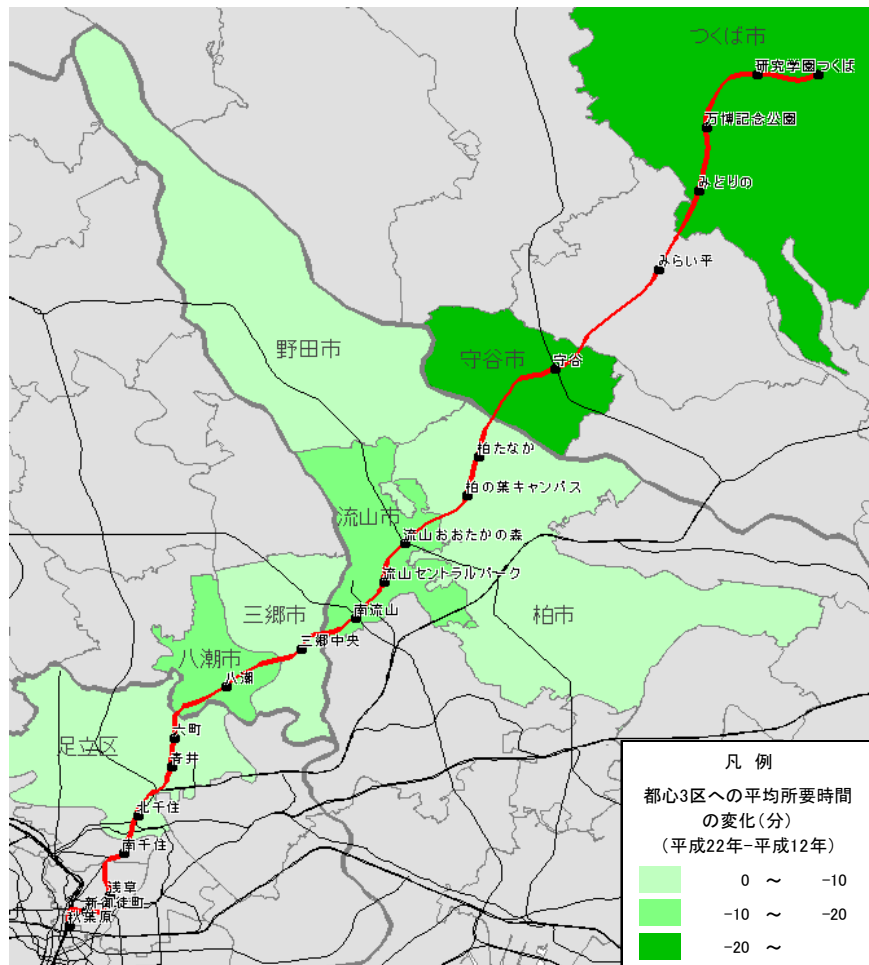 つくば市
研究学園
つくば
万博記念公園
みどりの
みらい平
野田市
守谷市
守谷
柏たなか
柏の葉キャンパス
流山市
流山おおたかの森
流山セントラルパーク
三郷市
南流山
柏市
三郷中央
八潮市
八潮
六町
足立区
青井
北千住
南千住
浅草
新御徒町
秋葉原
凡 例
都心3区への平均所要時間
の変化(分)
(平成22年-平成12年)
0 ～ -10
-10 ～ -20
-20 ～